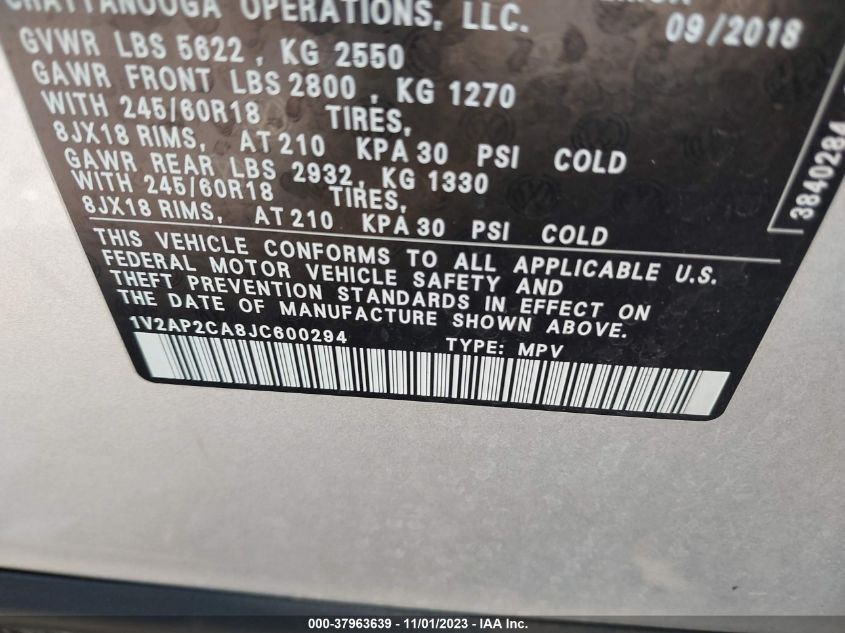 CHATTANOOGA OPERATIONS, LLC.
09/2018
GVWR LBS 5622 , KG 2550
GAWR FRONT LBS 2800 , KG 1270
WITH 245/60R18 TIRES,
8JX18 RIMS, AT 210 KPA 30 PSI COLD
GAWR REAR LBS 2932, KG 1330
WITH 245/60R18 TIRES,
8JX18 RIMS, AT 210 KPA 30 PSI COLD
3840284
THIS VEHICLE CONFORMS TO ALL APPLICABLE U.S.
FEDERAL MOTOR VEHICLE SAFETY AND
THEFT PREVENTION STANDARDS IN EFFECT ON
THE DATE OF MANUFACTURE SHOWN ABOVE.
1V2AP2CA8JC600294 TYPE: MPV
000-37963639 - 11/01/2023 - IAA Inc.